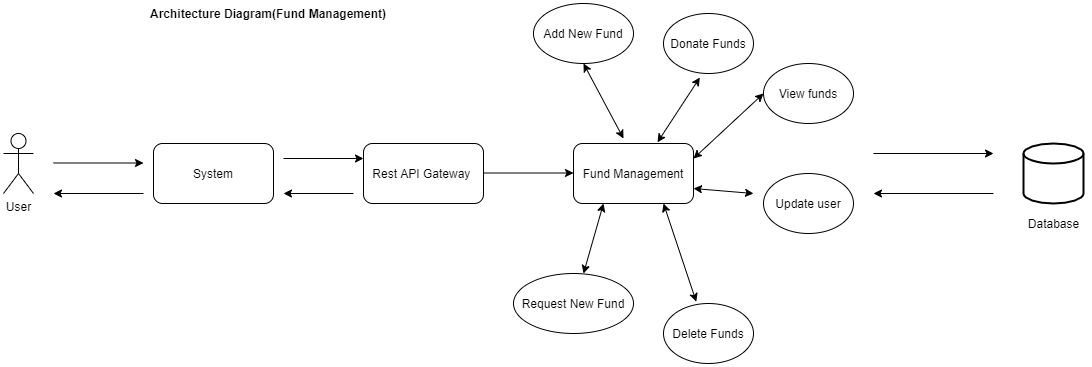 Architecture Diagram(Fund Management)
Add New Fund
Donate Funds
View funds
User
System
Rest API Gateway
Fund Management
Update user
Database
Request New Fund
Delete Funds